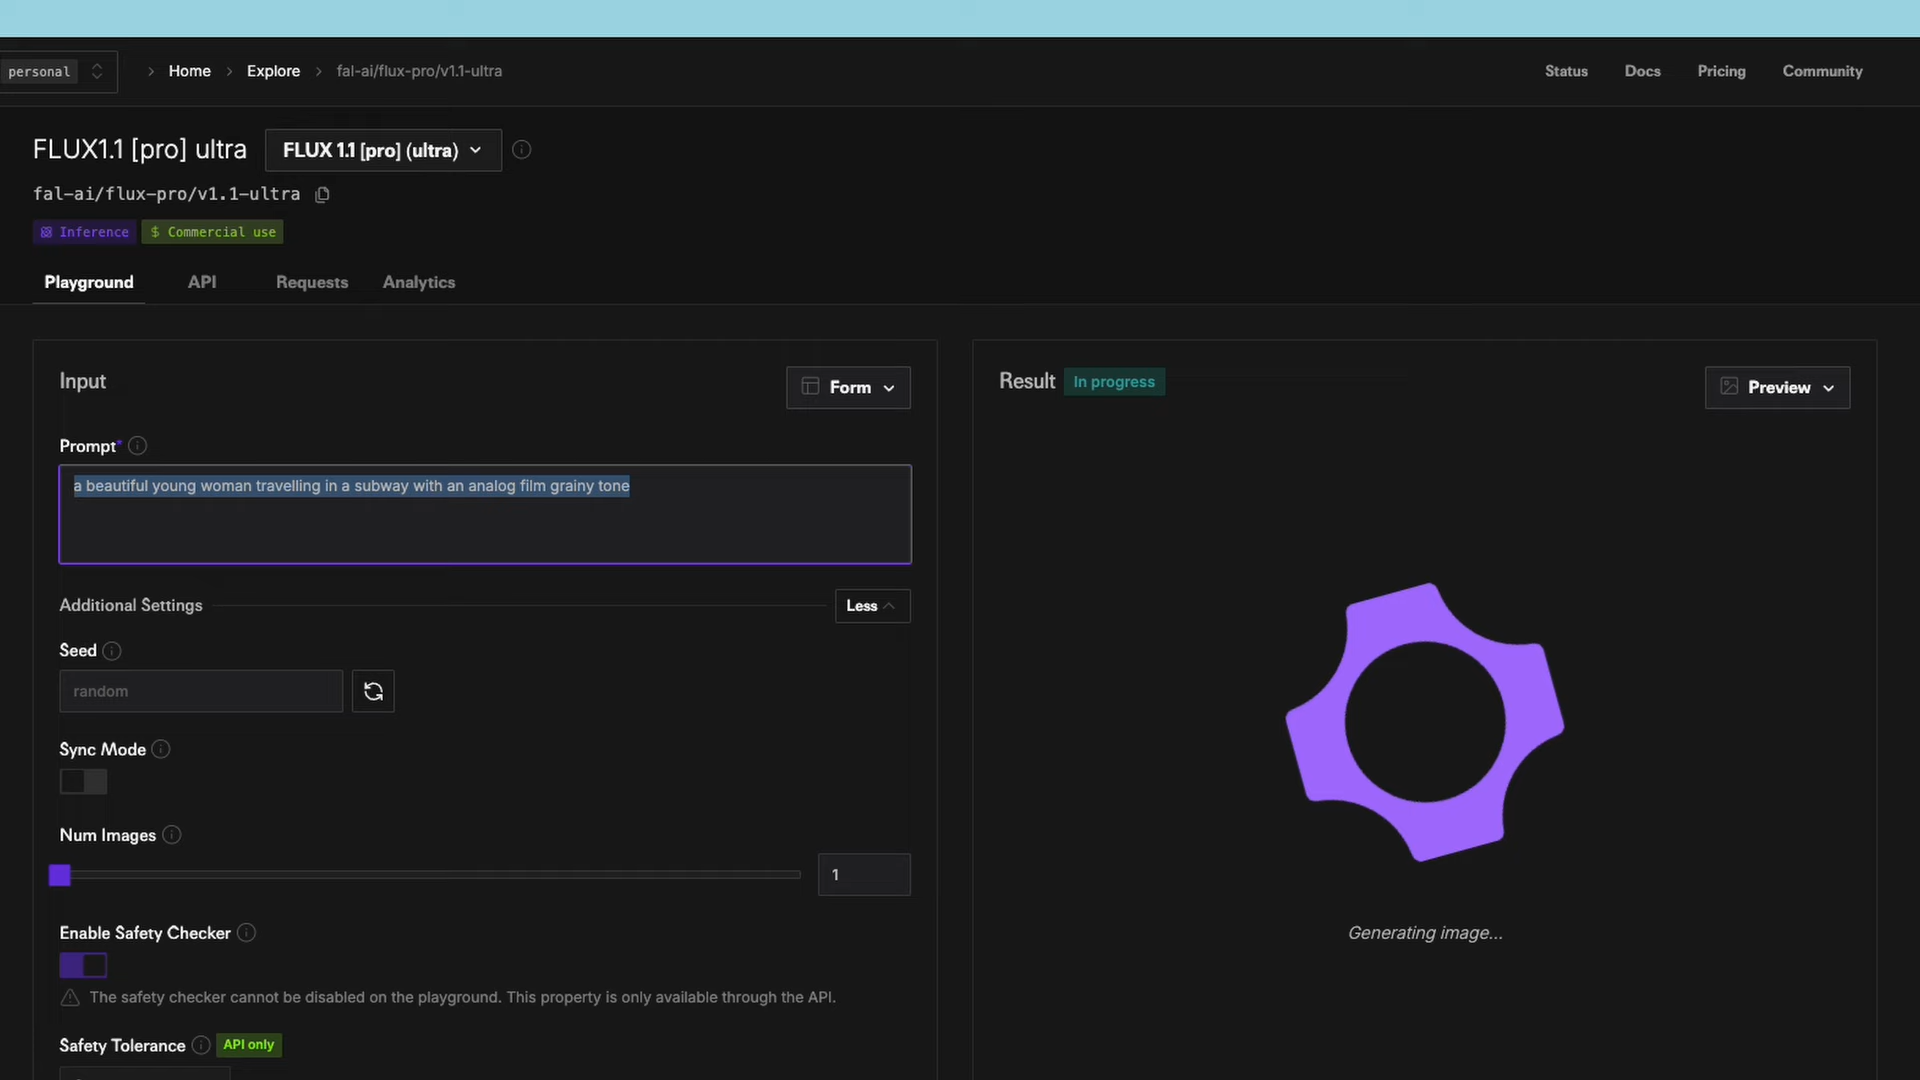 personal
Home
Explore
fal-ai/flux-pro/v1.1-ultra
Status
Docs
Pricing
Community
FLUX1.1 [pro] ultra
FLUX 1.1 [pro] (ultra)
fal-ai/flux-pro/v1.1-ultra
Inference
$ Commercial use
Playground
API
Requests
Analytics
Input
Form
Prompt*
a beautiful young woman travelling in a subway with an analog film grainy tone
Additional Settings
Less
Seed
random
Sync Mode
Num Images
1
Enable Safety Checker
The safety checker cannot be disabled on the playground. This property is only available through the API.
Safety Tolerance
API only
Result
In progress
Preview
Generating image...